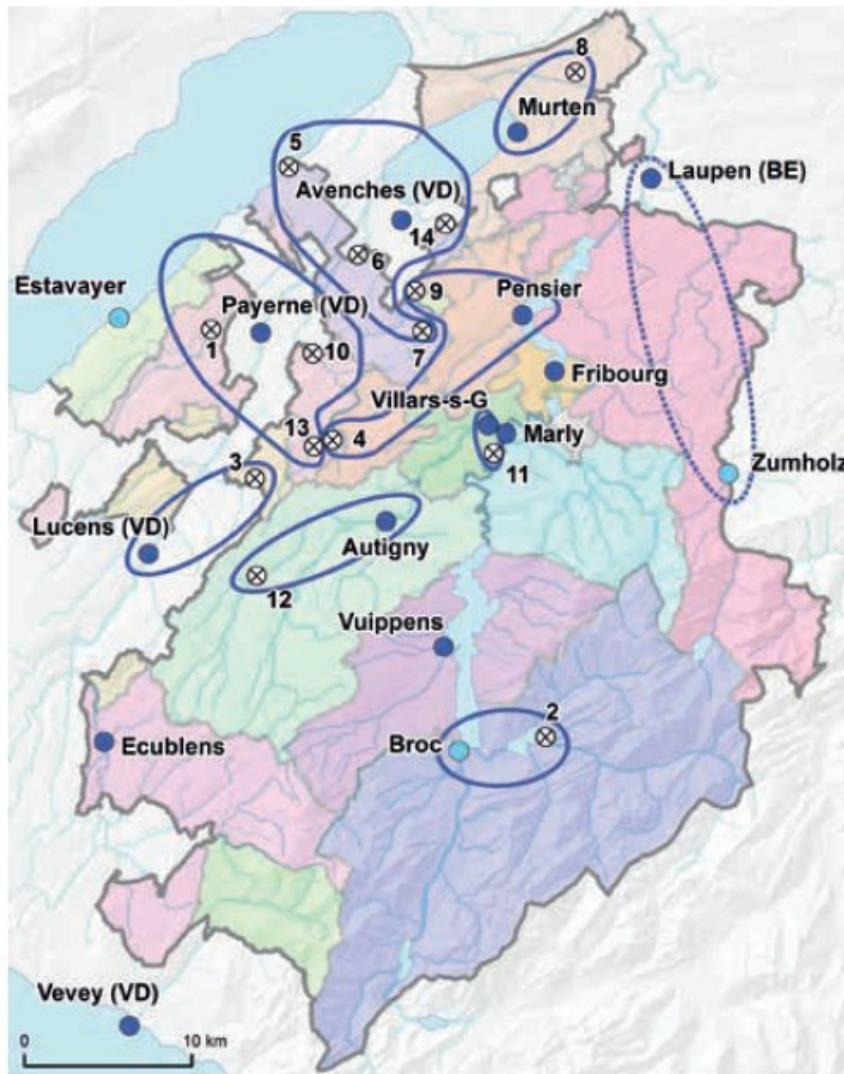 8
Murten
5
Laupen (BE)
Avenches (VD)
14
6
Estavayer
9
Pensier
Payerne (VD)
1
10
7
Fribourg
Villars-s-G
13
4
Marly
11
3
Zumholz
Lucens (VD)
Autigny
12
Vuippens
2
Ecublens
Broc
Vevey (VD)
0 10 km